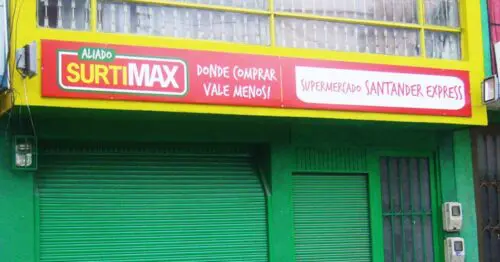 ALIADO
SURTIMAX
DONDE COMPRAR
VALE MENOS!
SUPERMERCADO SANTANDER EXPRESS